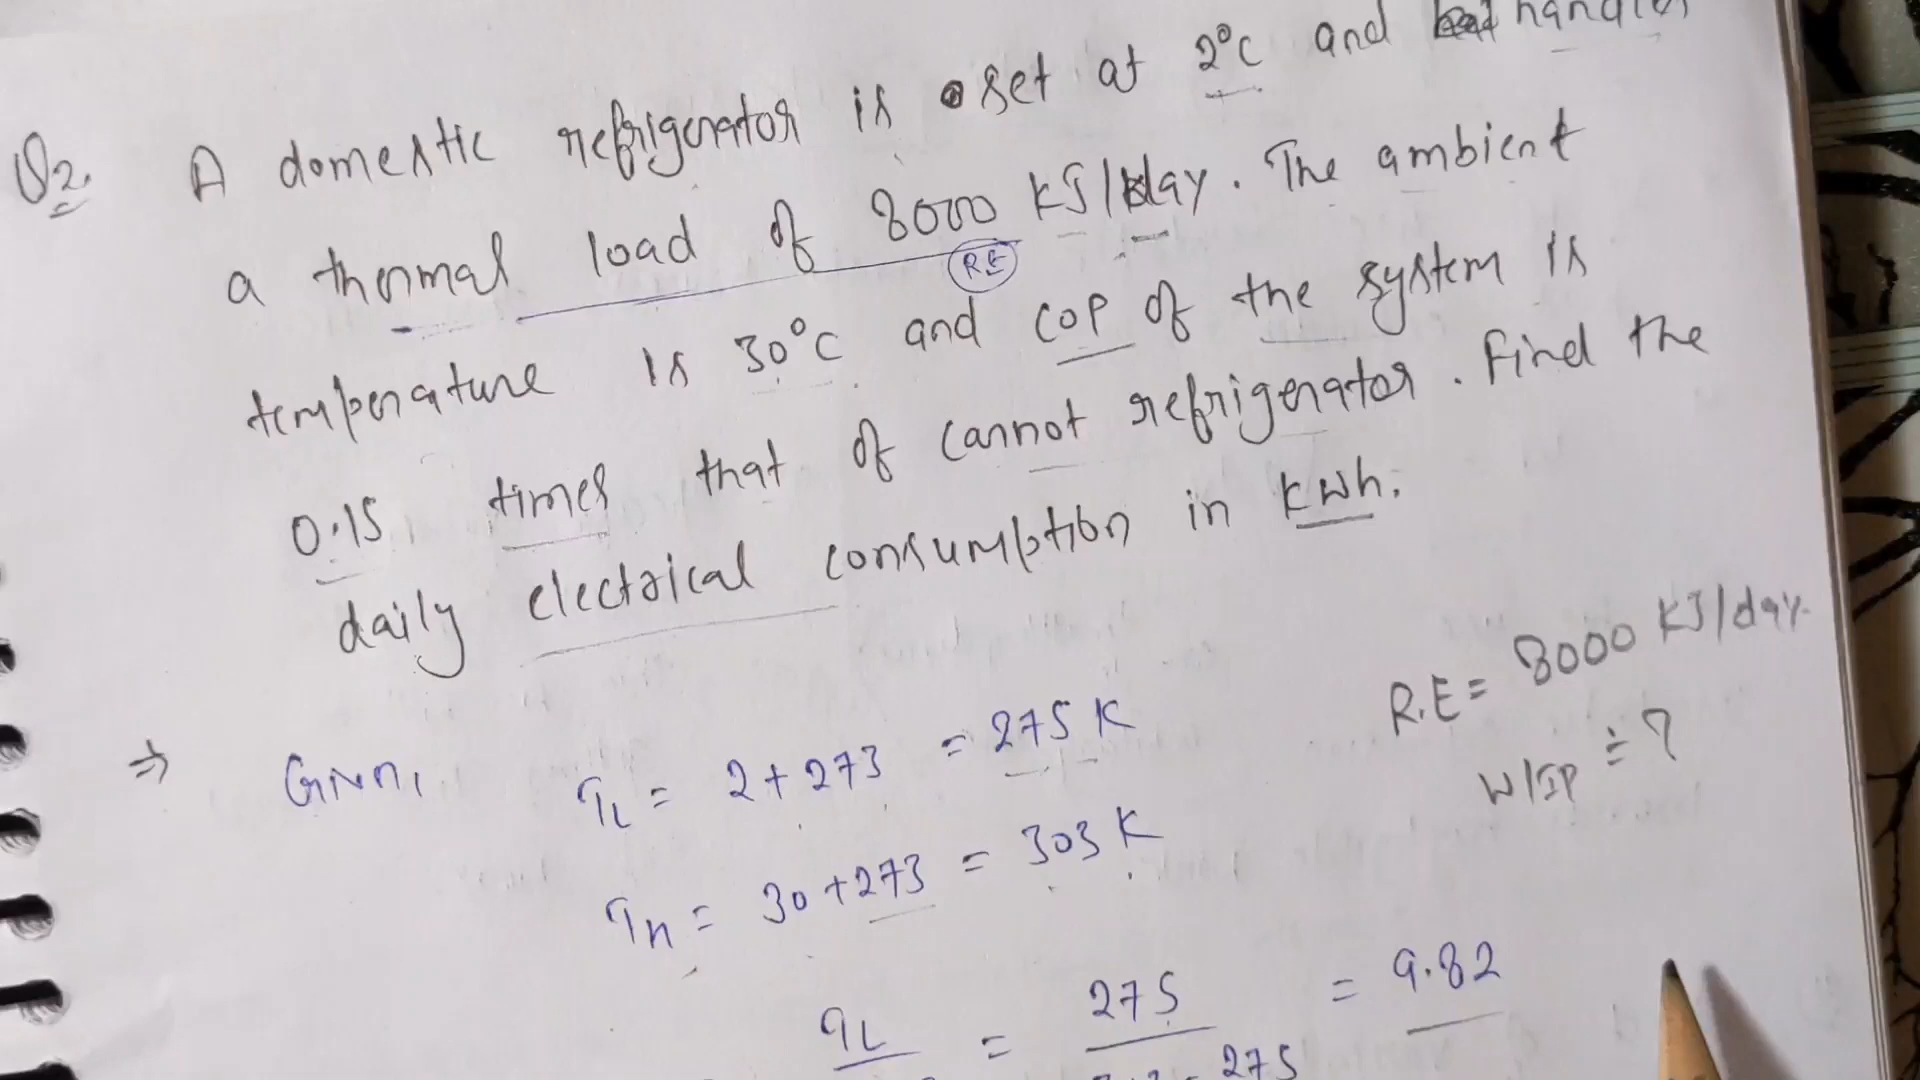 Q2. A domestic refrigerator is set at 2°C and handles
a thermal load of 8000 KJ/day. The ambient
RE
temperature is 30°C and COP of the system is
0.15 times that of cannot refrigerator. Find the
daily electrical consumption in kWh.
R.E = 8000 KJ/day.
W/IP = ?
⇒ Given, TL = 2 + 273 = 275 K
TH = 30 + 273 = 303 K
TL = 275 = 9.82
- 275